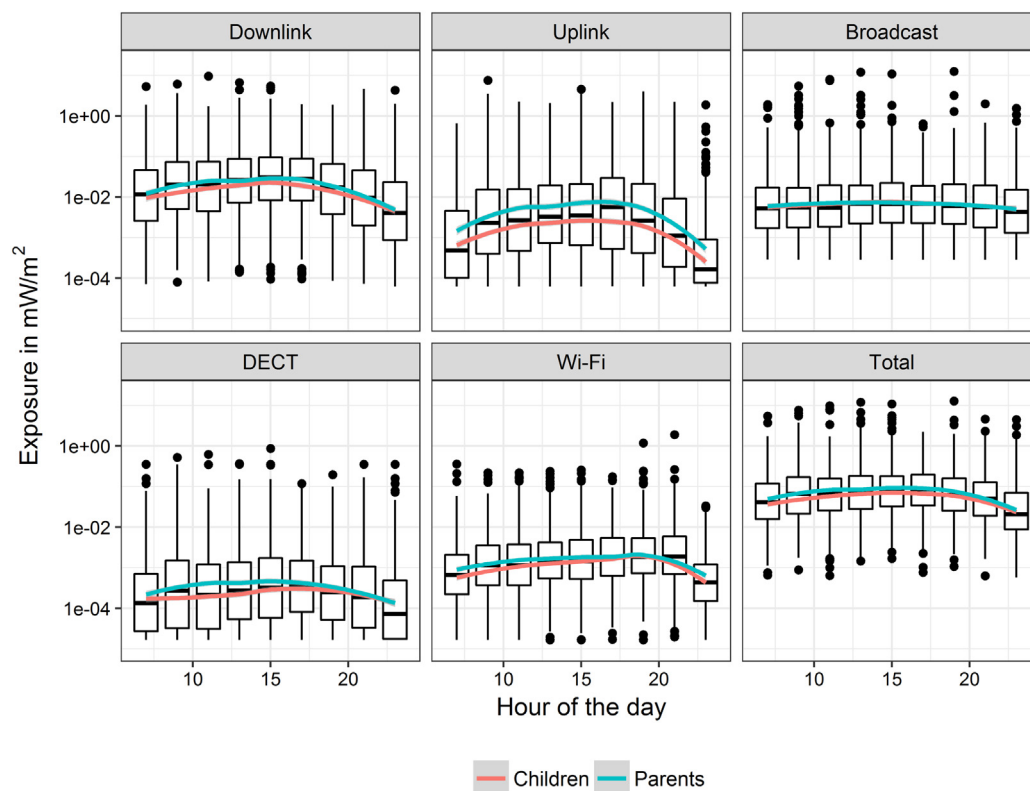 Downlink Uplink Broadcast
1e+00
1e-02
1e-04
DECT Wi-Fi Total
1e+00
1e-02
1e-04
10 15 20 10 15 20 10 15 20
Exposure in mW/m²
Hour of the day
Children Parents